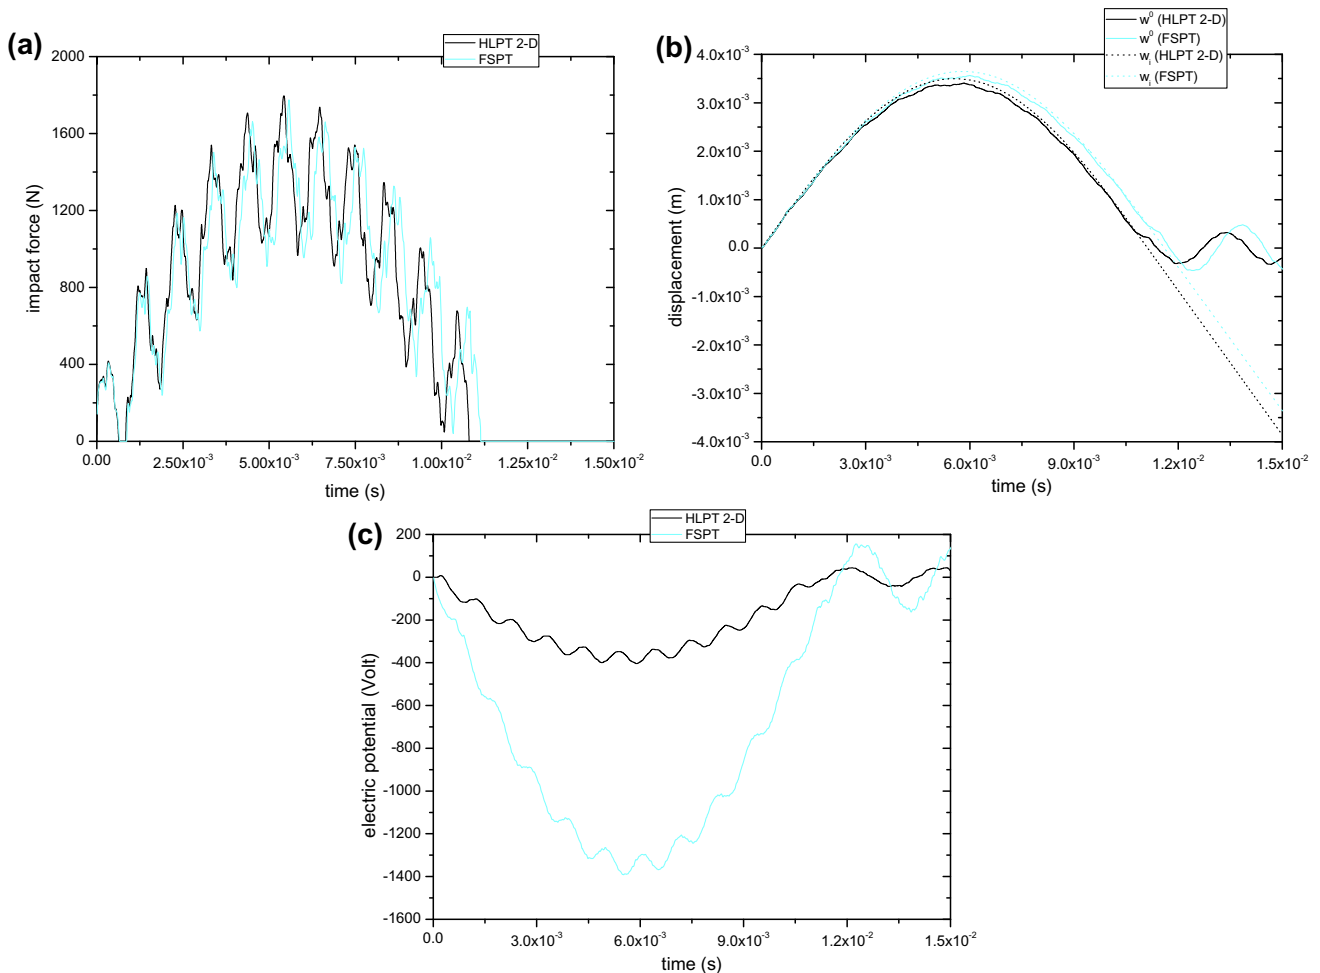 (a)
HLPT 2-D
FSPT
2000
1600
1200
800
400
0
impact force (N)
0.00
2.50x10⁻³
5.00x10⁻³
7.50x10⁻³
1.00x10⁻²
1.25x10⁻²
1.50x10⁻²
time (s)
(b)
w⁰ (HLPT 2-D)
w⁰ (FSPT)
wᵢ (HLPT 2-D)
wᵢ (FSPT)
4.0x10⁻³
3.0x10⁻³
2.0x10⁻³
1.0x10⁻³
0.0
-1.0x10⁻³
-2.0x10⁻³
-3.0x10⁻³
-4.0x10⁻³
displacement (m)
0.0
3.0x10⁻³
6.0x10⁻³
9.0x10⁻³
1.2x10⁻²
1.5x10⁻²
time (s)
(c)
HLPT 2-D
FSPT
200
0
-200
-400
-600
-800
-1000
-1200
-1400
-1600
electric potential (Volt)
0.0
3.0x10⁻³
6.0x10⁻³
9.0x10⁻³
1.2x10⁻²
1.5x10⁻²
time (s)